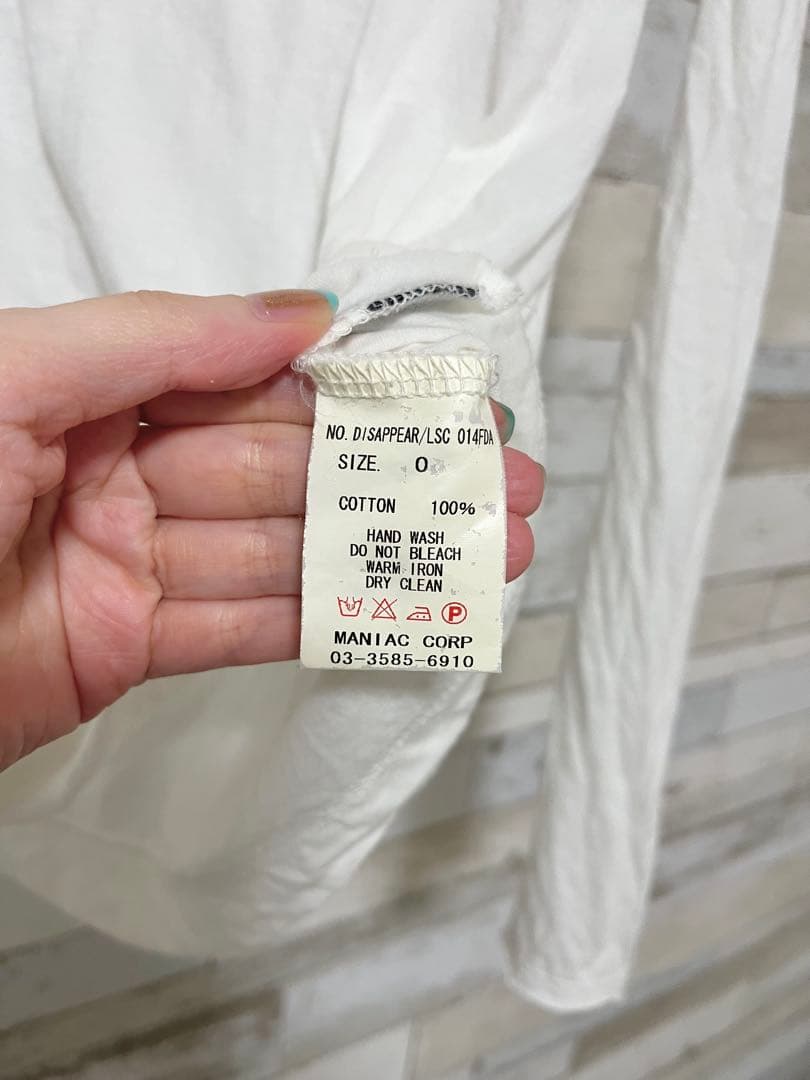 NO. DISAPPEAR/LSC 014FDA
SIZE. 0
COTTON 100%
HAND WASH
DO NOT BLEACH
WARM IRON
DRY CLEAN
P
MANIAC CORP
03-3585-6910